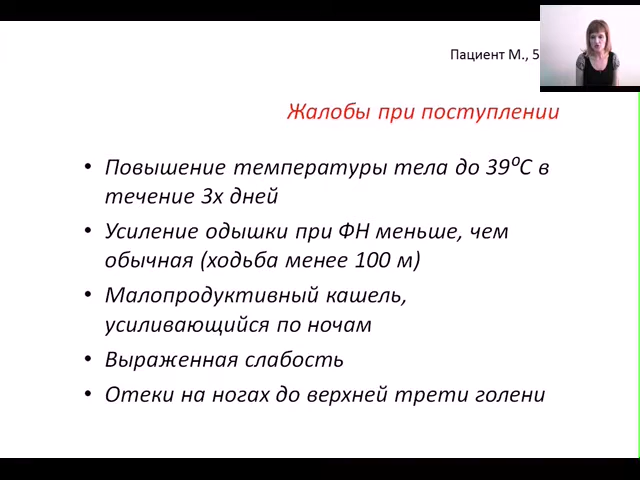 Пациент М., 5
Жалобы при поступлении
• Повышение температуры тела до 39⁰С в
течение 3х дней
• Усиление одышки при ФН меньше, чем
обычная (ходьба менее 100 м)
• Малопродуктивный кашель,
усиливающийся по ночам
• Выраженная слабость
• Отеки на ногах до верхней трети голени